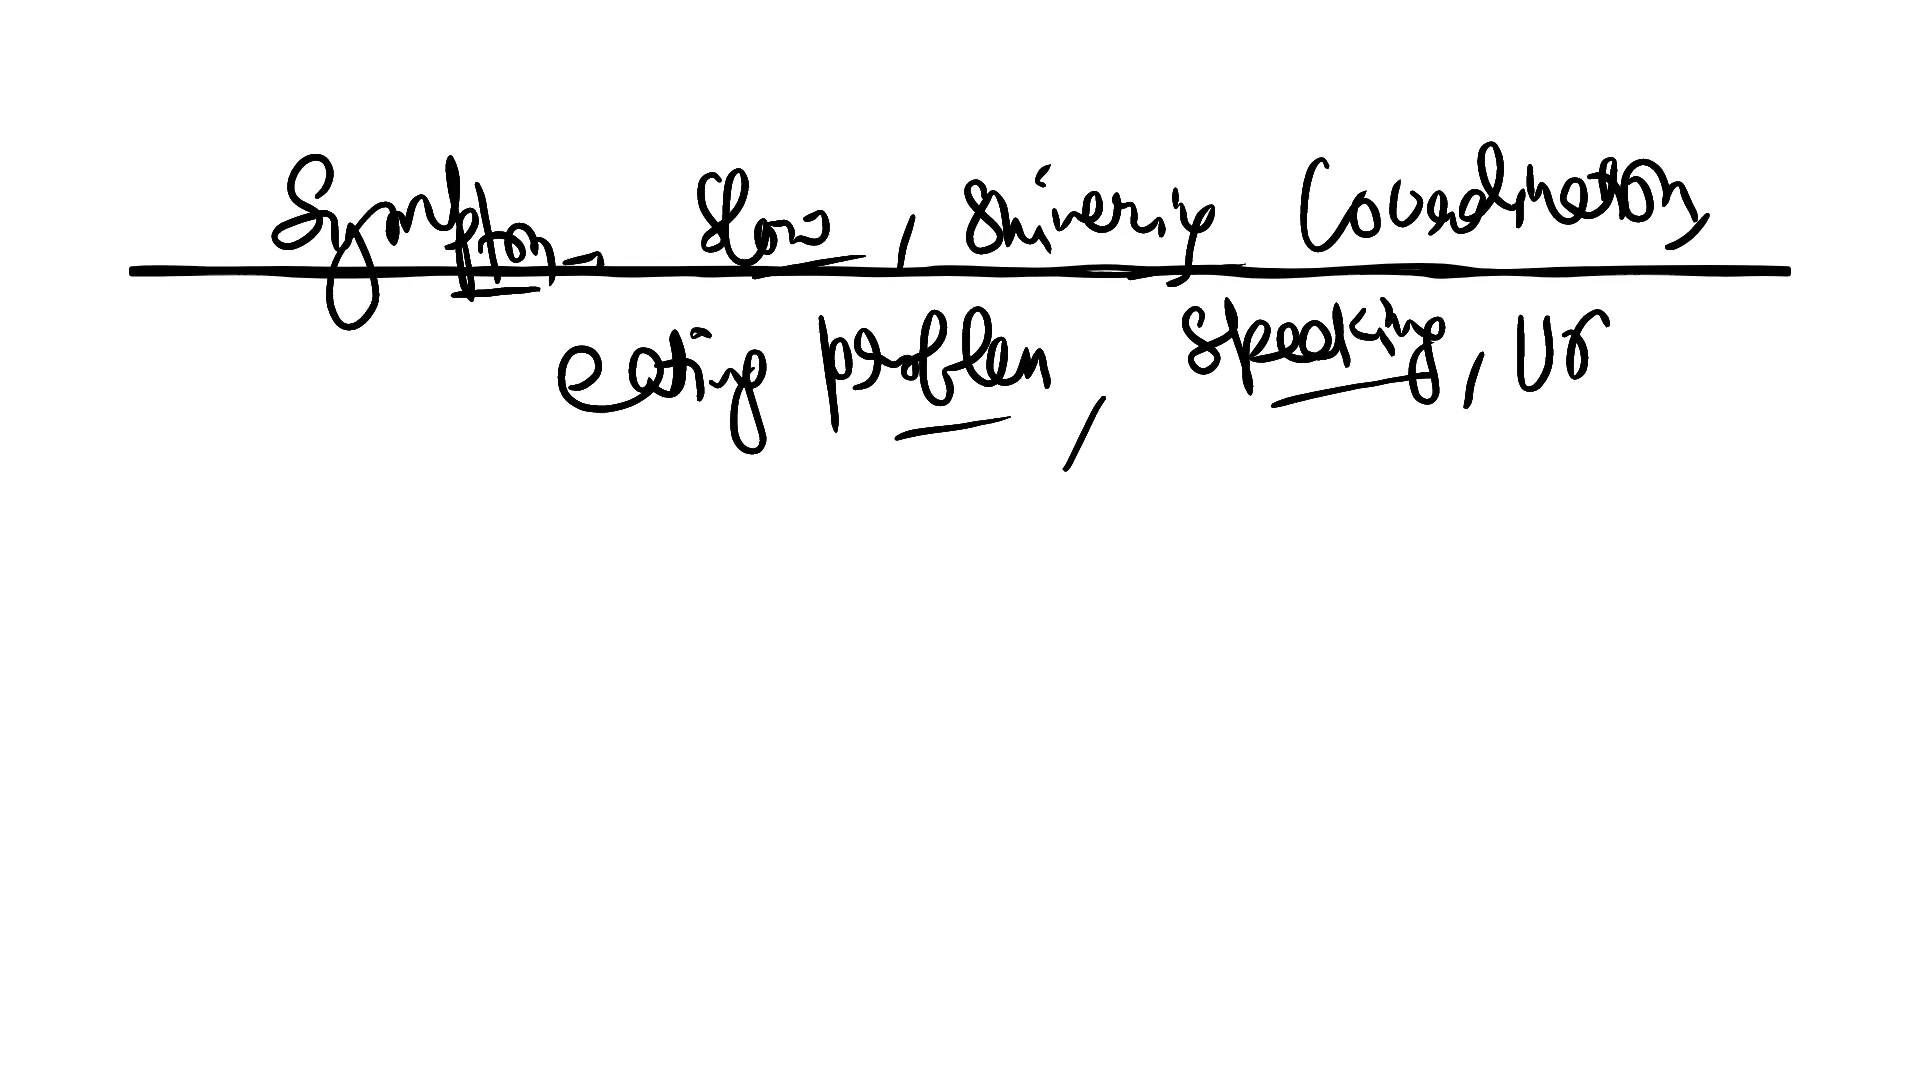 Symptom - Slow, Shivering Coordination,
eating problem, speaking, Ur